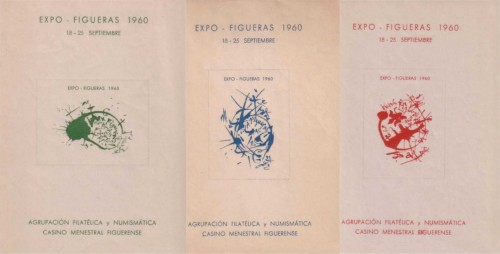 EXPO - FIGUERAS 1960
18 - 25 SEPTIEMBRE
EXPO - FIGUERAS 1960
AGRUPACIÓN FILATÉLICA y NUMISMÁTICA
CASINO MENESTRAL FIGUERENSE
EXPO - FIGUERAS 1960
18 - 25 SEPTIEMBRE
EXPO - FIGUERAS 1960
AGRUPACIÓN FILATÉLICA y NUMISMÁTICA
CASINO MENESTRAL FIGUERENSE
EXPO - FIGUERAS 1960
18 - 25 SEPTIEMBRE
EXPO - FIGUERAS 1960
AGRUPACIÓN FILATÉLICA y NUMISMÁTICA
CASINO MENESTRAL FIGUERENSE